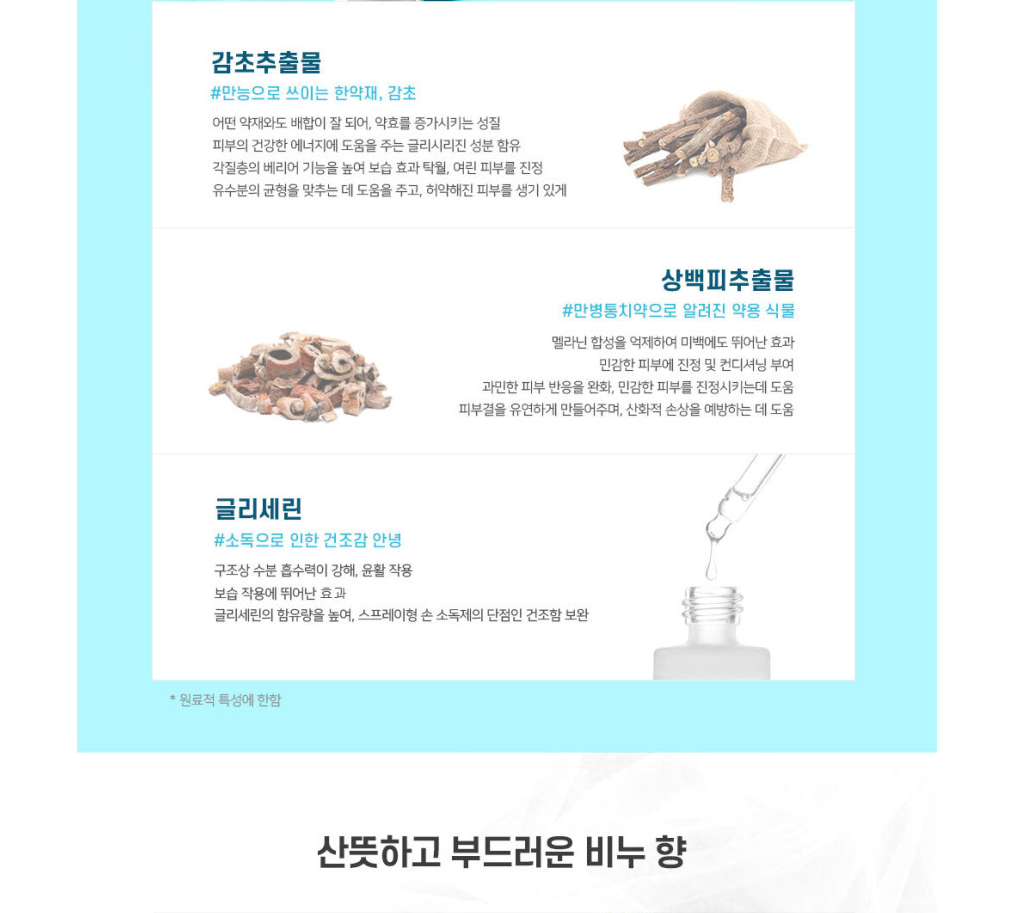 감초추출물
#만능으로 쓰이는 한약재, 감초
어떤 약재와도 배합이 잘 되어, 약효를 증가시키는 성질
피부의 건강한 에너지에 도움을 주는 글리시리진 성분 함유
각질층의 베리어 기능을 높여 보습 효과 탁월, 여린 피부를 진정
유수분의 균형을 맞추는 데 도움을 주고, 허약해진 피부를 생기 있게
상백피추출물
#만병통치약으로 알려진 약용 식물
멜라닌 합성을 억제하여 미백에도 뛰어난 효과
민감한 피부에 진정 및 컨디셔닝 부여
과민한 피부 반응을 완화, 민감한 피부를 진정시키는데 도움
피부결을 유연하게 만들어주며, 산화적 손상을 예방하는 데 도움
글리세린
#소독으로 인한 건조감 안녕
구조상 수분 흡수력이 강해, 윤활 작용
보습 작용에 뛰어난 효과
글리세린의 함유량을 높여, 스프레이형 손 소독제의 단점인 건조함 보완
* 원료적 특성에 한함
산뜻하고 부드러운 비누 향